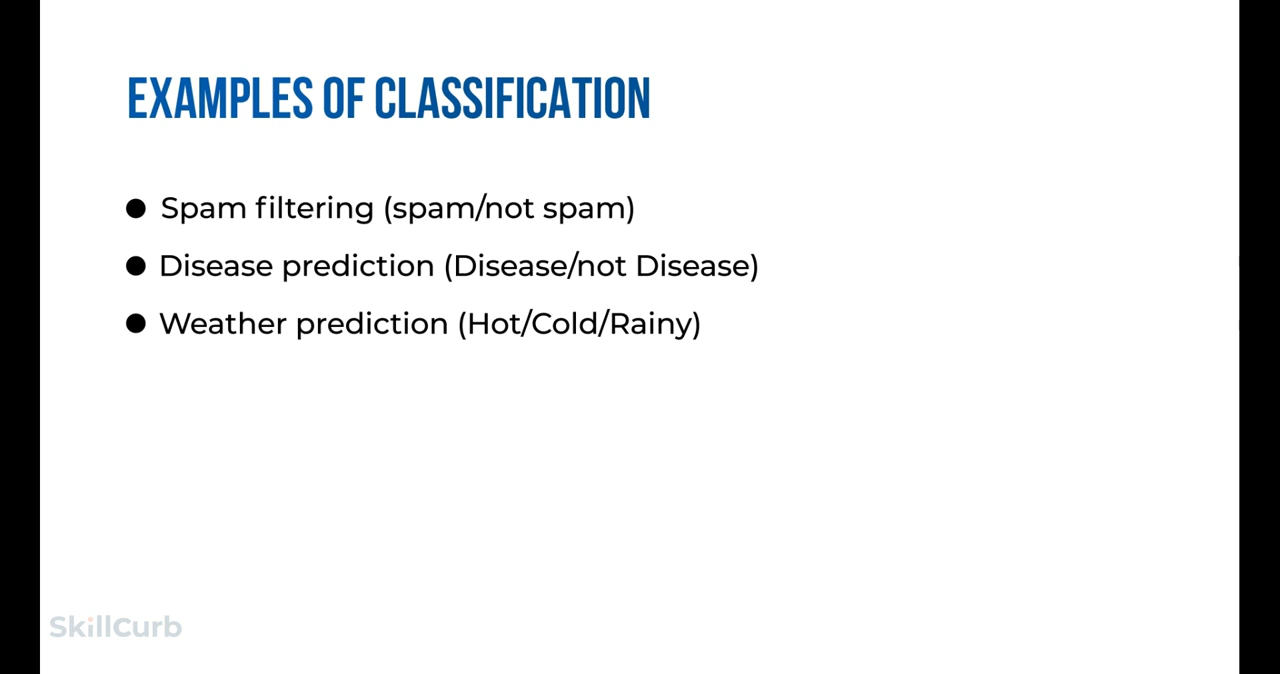 EXAMPLES OF CLASSIFICATION
● Spam filtering (spam/not spam)
● Disease prediction (Disease/not Disease)
● Weather prediction (Hot/Cold/Rainy)
SkillCurb